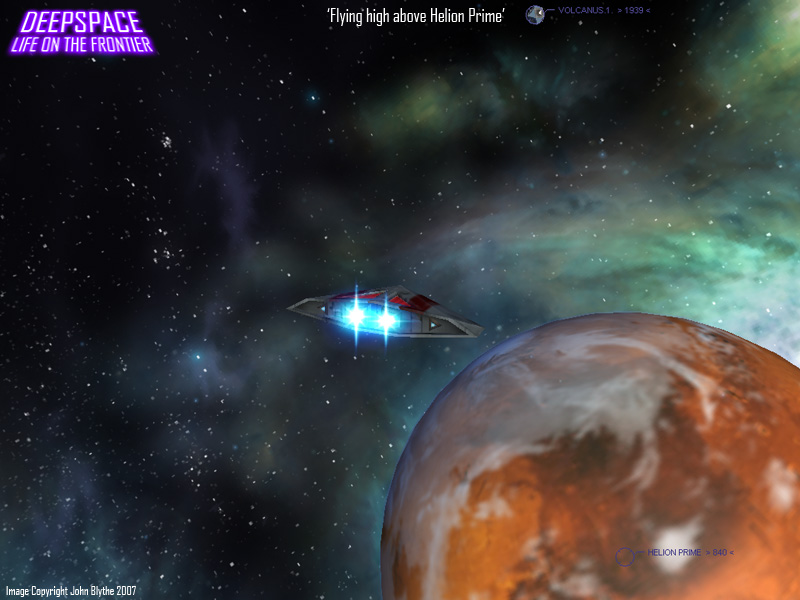 DEEPSPACE
LIFE ON THE FRONTIER
'Flying high above Helion Prime'
VOLCANUS.1. > 1939 <
HELION PRIME > 840 <
Image Copyright John Blythe 2007